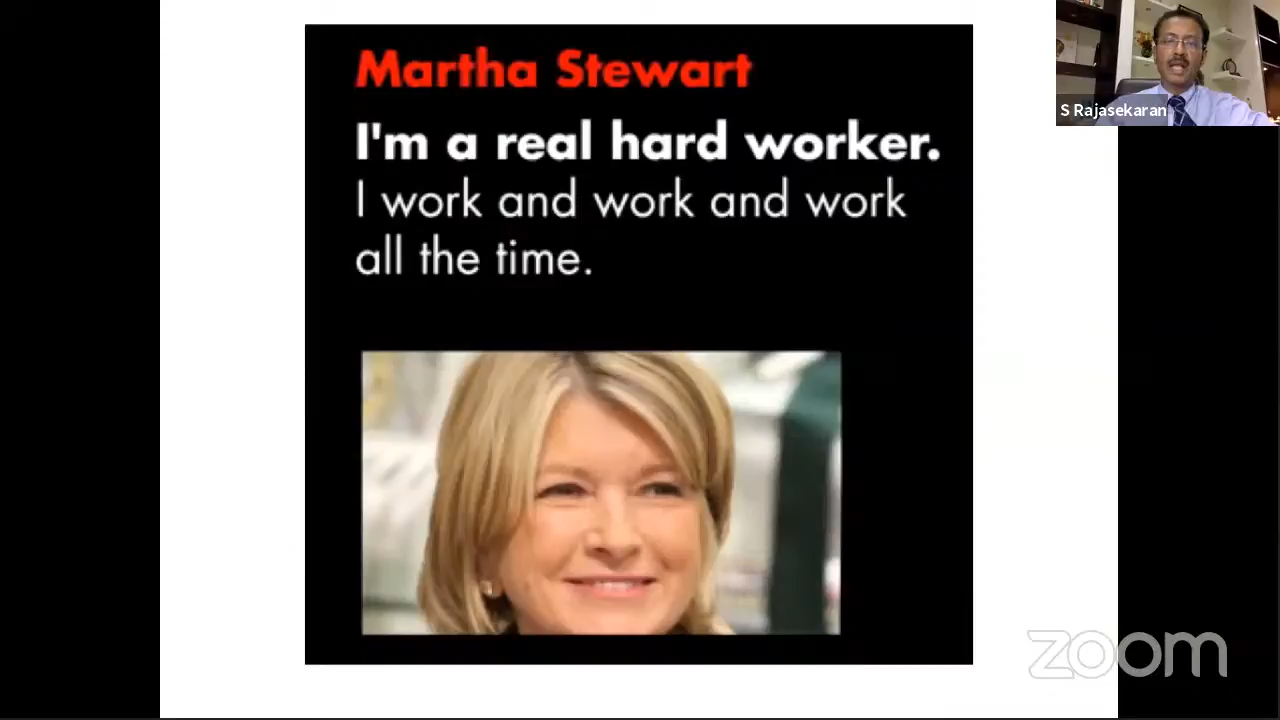 Martha Stewart
I'm a real hard worker.
I work and work and work
all the time.
S Rajasekaran
zoom